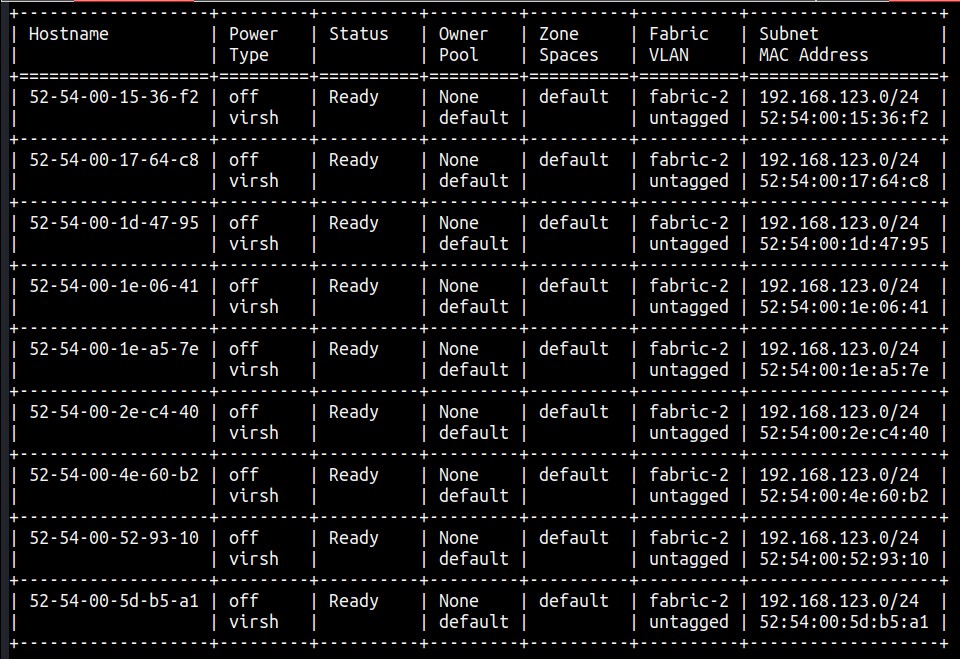 +-------------------+---------+----------+---------+----------+----------+-------------------+
| Hostname          | Power   | Status   | Owner   | Zone     | Fabric   | Subnet            |
|                   | Type    |          | Pool    | Spaces   | VLAN     | MAC Address       |
+===================+=========+==========+=========+==========+==========+===================+
| 52-54-00-15-36-f2 | off     | Ready    | None    | default  | fabric-2 | 192.168.123.0/24  |
|                   | virsh   |          | default |          | untagged | 52:54:00:15:36:f2 |
+-------------------+---------+----------+---------+----------+----------+-------------------+
| 52-54-00-17-64-c8 | off     | Ready    | None    | default  | fabric-2 | 192.168.123.0/24  |
|                   | virsh   |          | default |          | untagged | 52:54:00:17:64:c8 |
+-------------------+---------+----------+---------+----------+----------+-------------------+
| 52-54-00-1d-47-95 | off     | Ready    | None    | default  | fabric-2 | 192.168.123.0/24  |
|                   | virsh   |          | default |          | untagged | 52:54:00:1d:47:95 |
+-------------------+---------+----------+---------+----------+----------+-------------------+
| 52-54-00-1e-06-41 | off     | Ready    | None    | default  | fabric-2 | 192.168.123.0/24  |
|                   | virsh   |          | default |          | untagged | 52:54:00:1e:06:41 |
+-------------------+---------+----------+---------+----------+----------+-------------------+
| 52-54-00-1e-a5-7e | off     | Ready    | None    | default  | fabric-2 | 192.168.123.0/24  |
|                   | virsh   |          | default |          | untagged | 52:54:00:1e:a5:7e |
+-------------------+---------+----------+---------+----------+----------+-------------------+
| 52-54-00-2e-c4-40 | off     | Ready    | None    | default  | fabric-2 | 192.168.123.0/24  |
|                   | virsh   |          | default |          | untagged | 52:54:00:2e:c4:40 |
+-------------------+---------+----------+---------+----------+----------+-------------------+
| 52-54-00-4e-60-b2 | off     | Ready    | None    | default  | fabric-2 | 192.168.123.0/24  |
|                   | virsh   |          | default |          | untagged | 52:54:00:4e:60:b2 |
+-------------------+---------+----------+---------+----------+----------+-------------------+
| 52-54-00-52-93-10 | off     | Ready    | None    | default  | fabric-2 | 192.168.123.0/24  |
|                   | virsh   |          | default |          | untagged | 52:54:00:52:93:10 |
+-------------------+---------+----------+---------+----------+----------+-------------------+
| 52-54-00-5d-b5-a1 | off     | Ready    | None    | default  | fabric-2 | 192.168.123.0/24  |
|                   | virsh   |          | default |          | untagged | 52:54:00:5d:b5:a1 |
+-------------------+---------+----------+---------+----------+----------+-------------------+